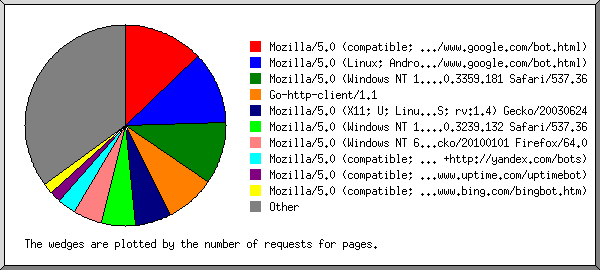 Mozilla/5.0 (compatible; .../www.google.com/bot.html)
Mozilla/5.0 (Linux; Andro.../www.google.com/bot.html)
Mozilla/5.0 (Windows NT 1....0.3359.181 Safari/537.36
Go-http-client/1.1
Mozilla/5.0 (X11; U; Linu...S; rv:1.4) Gecko/20030624
Mozilla/5.0 (Windows NT 1....0.3239.132 Safari/537.36
Mozilla/5.0 (Windows NT 6...cko/20100101 Firefox/64.0
Mozilla/5.0 (compatible; ... +http://yandex.com/bots)
Mozilla/5.0 (compatible; ...www.uptime.com/uptimebot)
Mozilla/5.0 (compatible; ...www.bing.com/bingbot.htm)
Other
The wedges are plotted by the number of requests for pages.